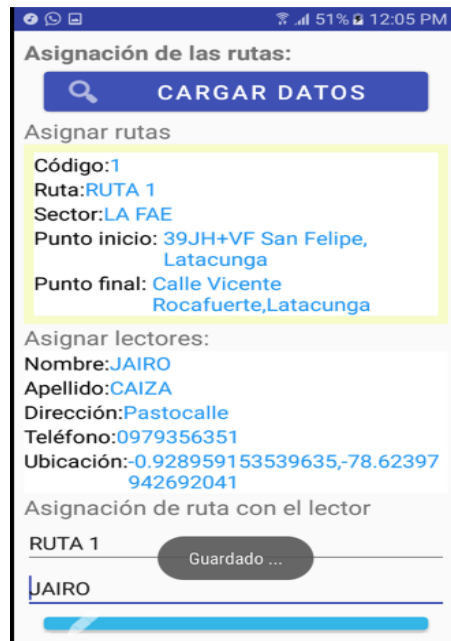 51% 12:05 PM
Asignación de las rutas:
CARGAR DATOS
Asignar rutas
Código:1
Ruta:RUTA 1
Sector:LA FAE
Punto inicio: 39JH+VF San Felipe,
Latacunga
Punto final: Calle Vicente
Rocafuerte,Latacunga
Asignar lectores:
Nombre:JAIRO
Apellido:CAIZA
Dirección:Pastocalle
Teléfono:0979356351
Ubicación:-0.928959153539635,-78.62397
942692041
Asignación de ruta con el lector
RUTA 1
Guardado ...
JAIRO